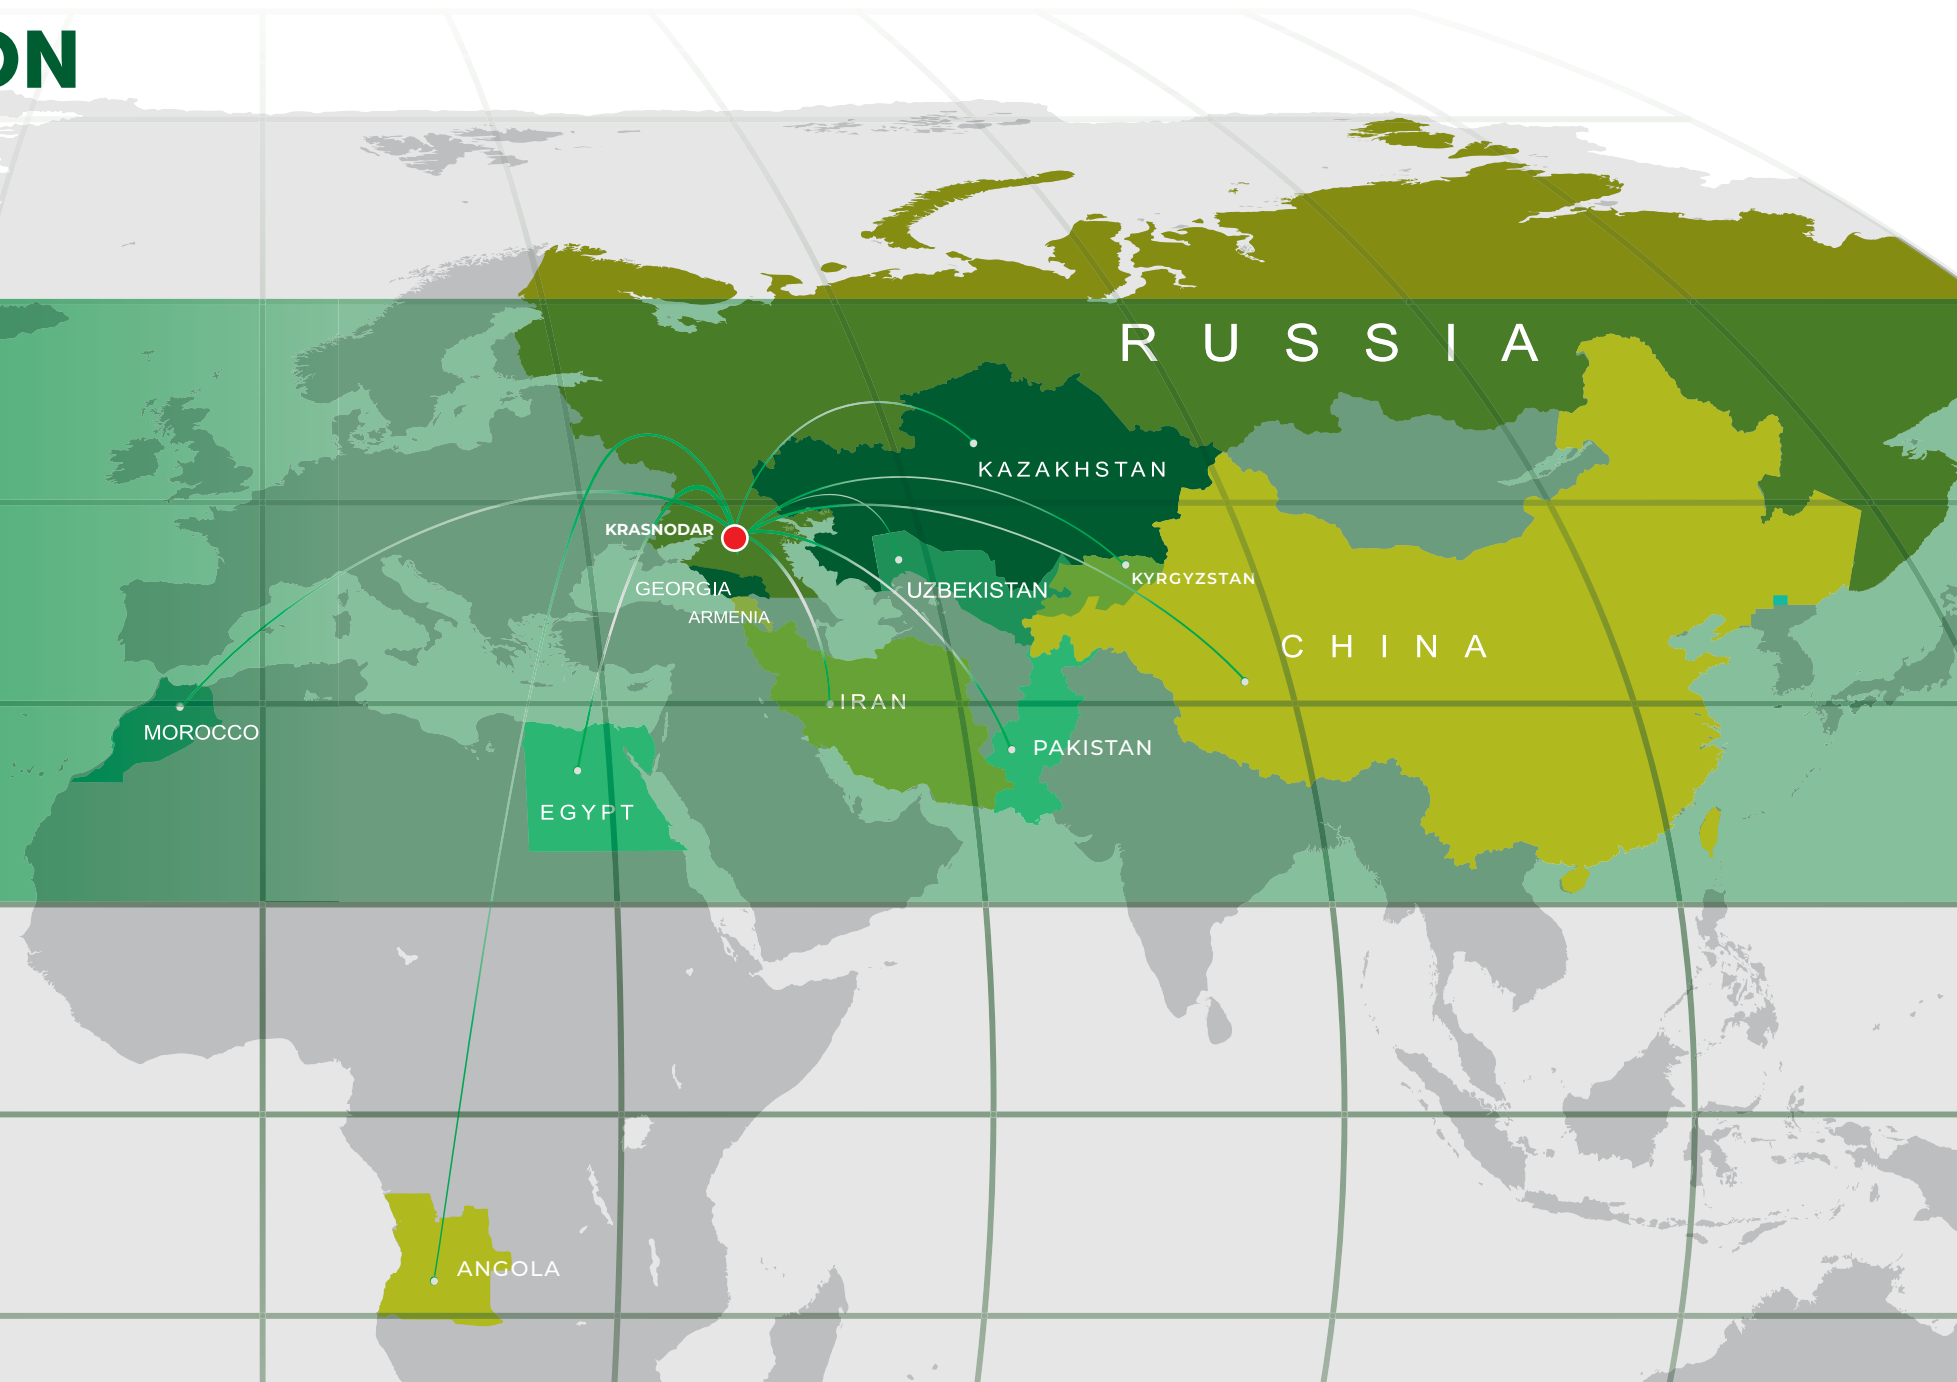 ON
RUSSIA
KAZAKHSTAN
KRASNODAR
KYRGYZSTAN
GEORGIA
UZBEKISTAN
ARMENIA
CHINA
IRAN
MOROCCO
PAKISTAN
EGYPT
ANGOLA